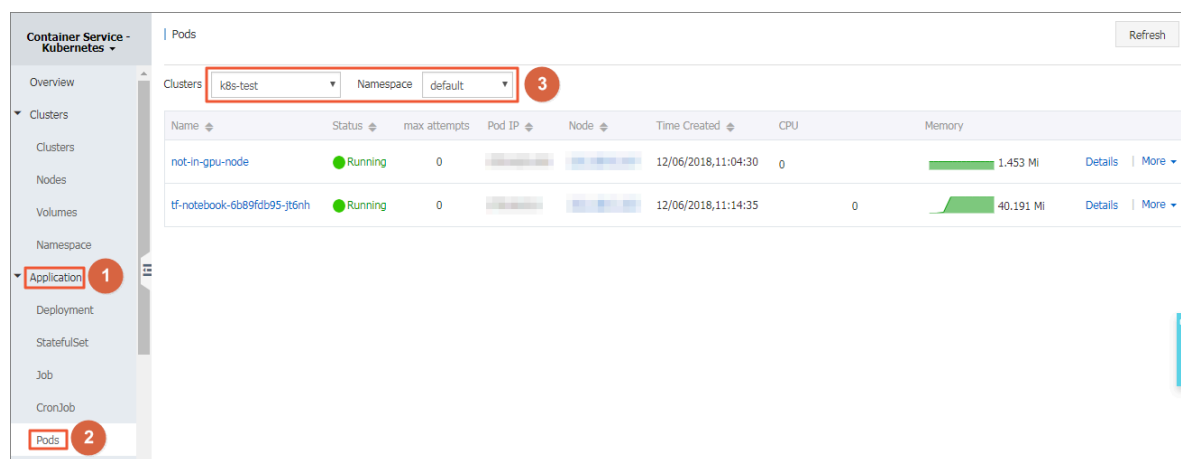 Container Service -
Kubernetes
Overview
Clusters
Clusters
Nodes
Volumes
Namespace
Application 1
Deployment
StatefulSet
Job
CronJob
Pods 2
Pods Refresh
Clusters k8s-test Namespace default 3
Name Status max attempts Pod IP Node Time Created CPU Memory
not-in-gpu-node Running 0 12/06/2018,11:04:30 0 1.453 Mi Details | More
tf-notebook-6b89fdb95-jt6nh Running 0 12/06/2018,11:14:35 0 40.191 Mi Details | More